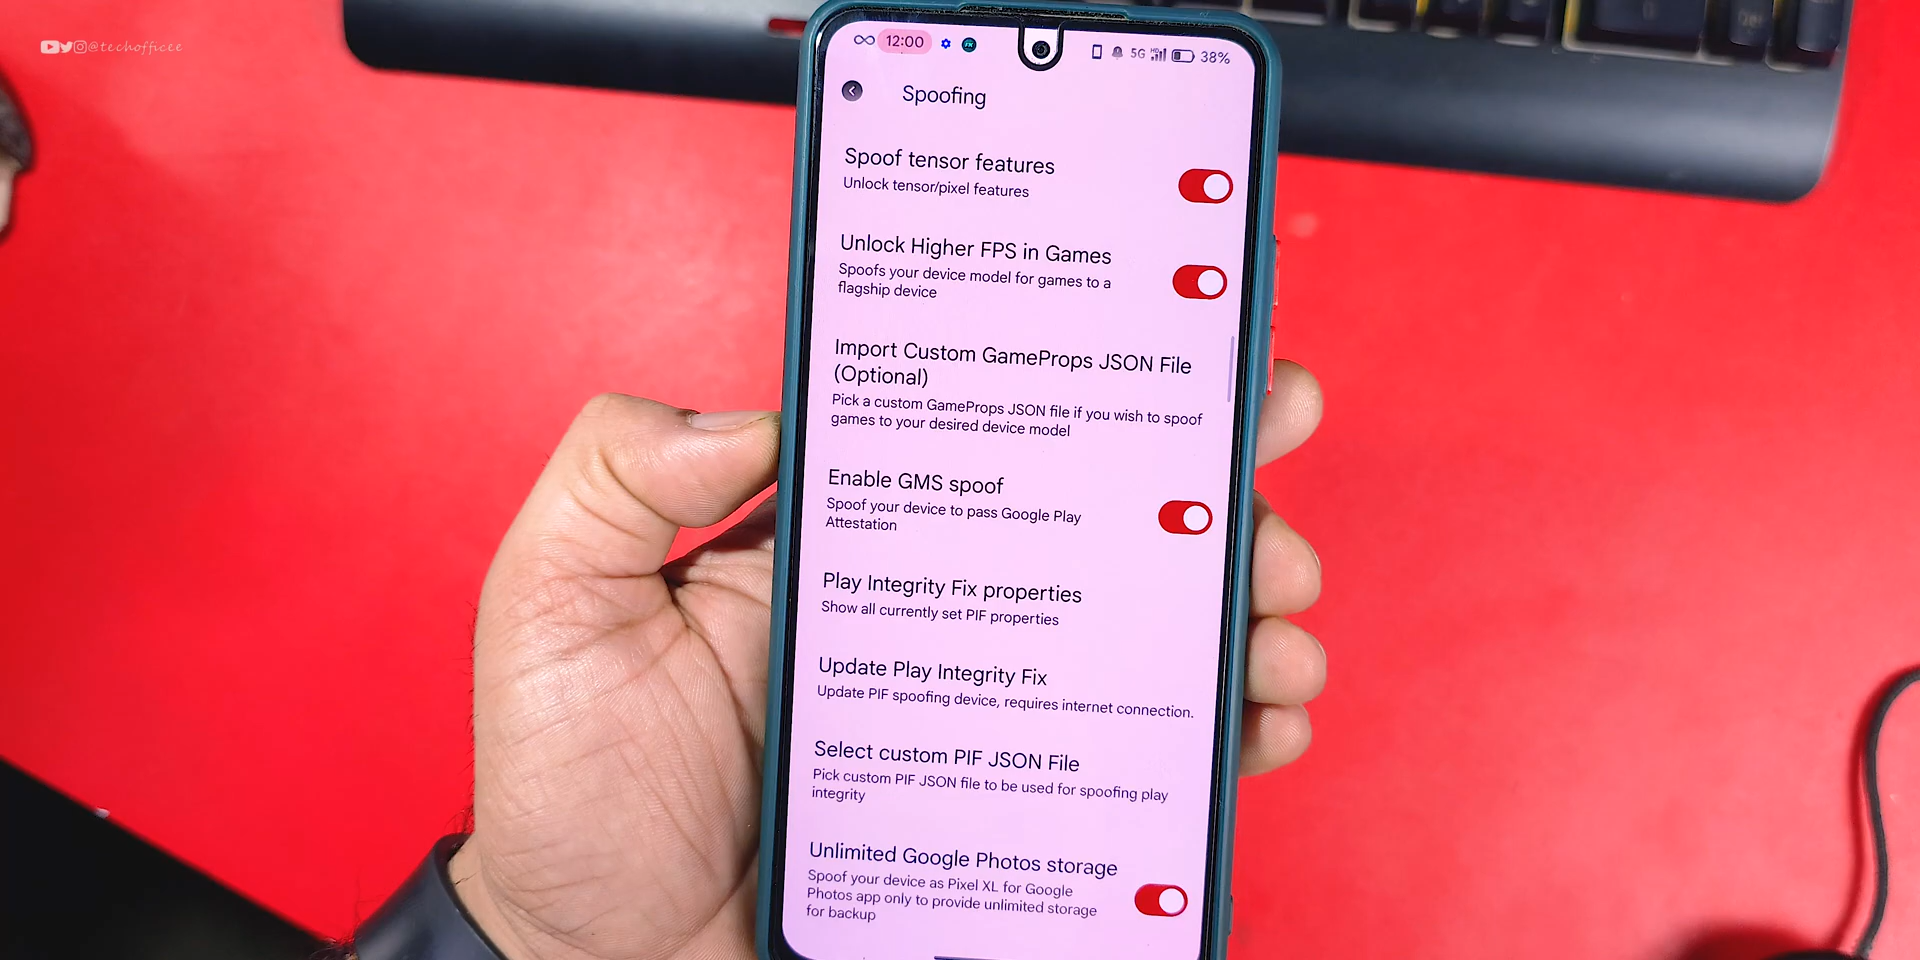 @techofficee
12:00
5G
38%
Spoofing
Spoof tensor features
Unlock tensor/pixel features
Unlock Higher FPS in Games
Spoofs your device model for games to a
flagship device
Import Custom GameProps JSON File
(Optional)
Pick a custom GameProps JSON file if you wish to spoof
games to your desired device model
Enable GMS spoof
Spoof your device to pass Google Play
Attestation
Play Integrity Fix properties
Show all currently set PIF properties
Update Play Integrity Fix
Update PIF spoofing device, requires internet connection.
Select custom PIF JSON File
Pick custom PIF JSON file to be used for spoofing play
integrity
Unlimited Google Photos storage
Spoof your device as Pixel XL for Google
Photos app only to provide unlimited storage
for backup